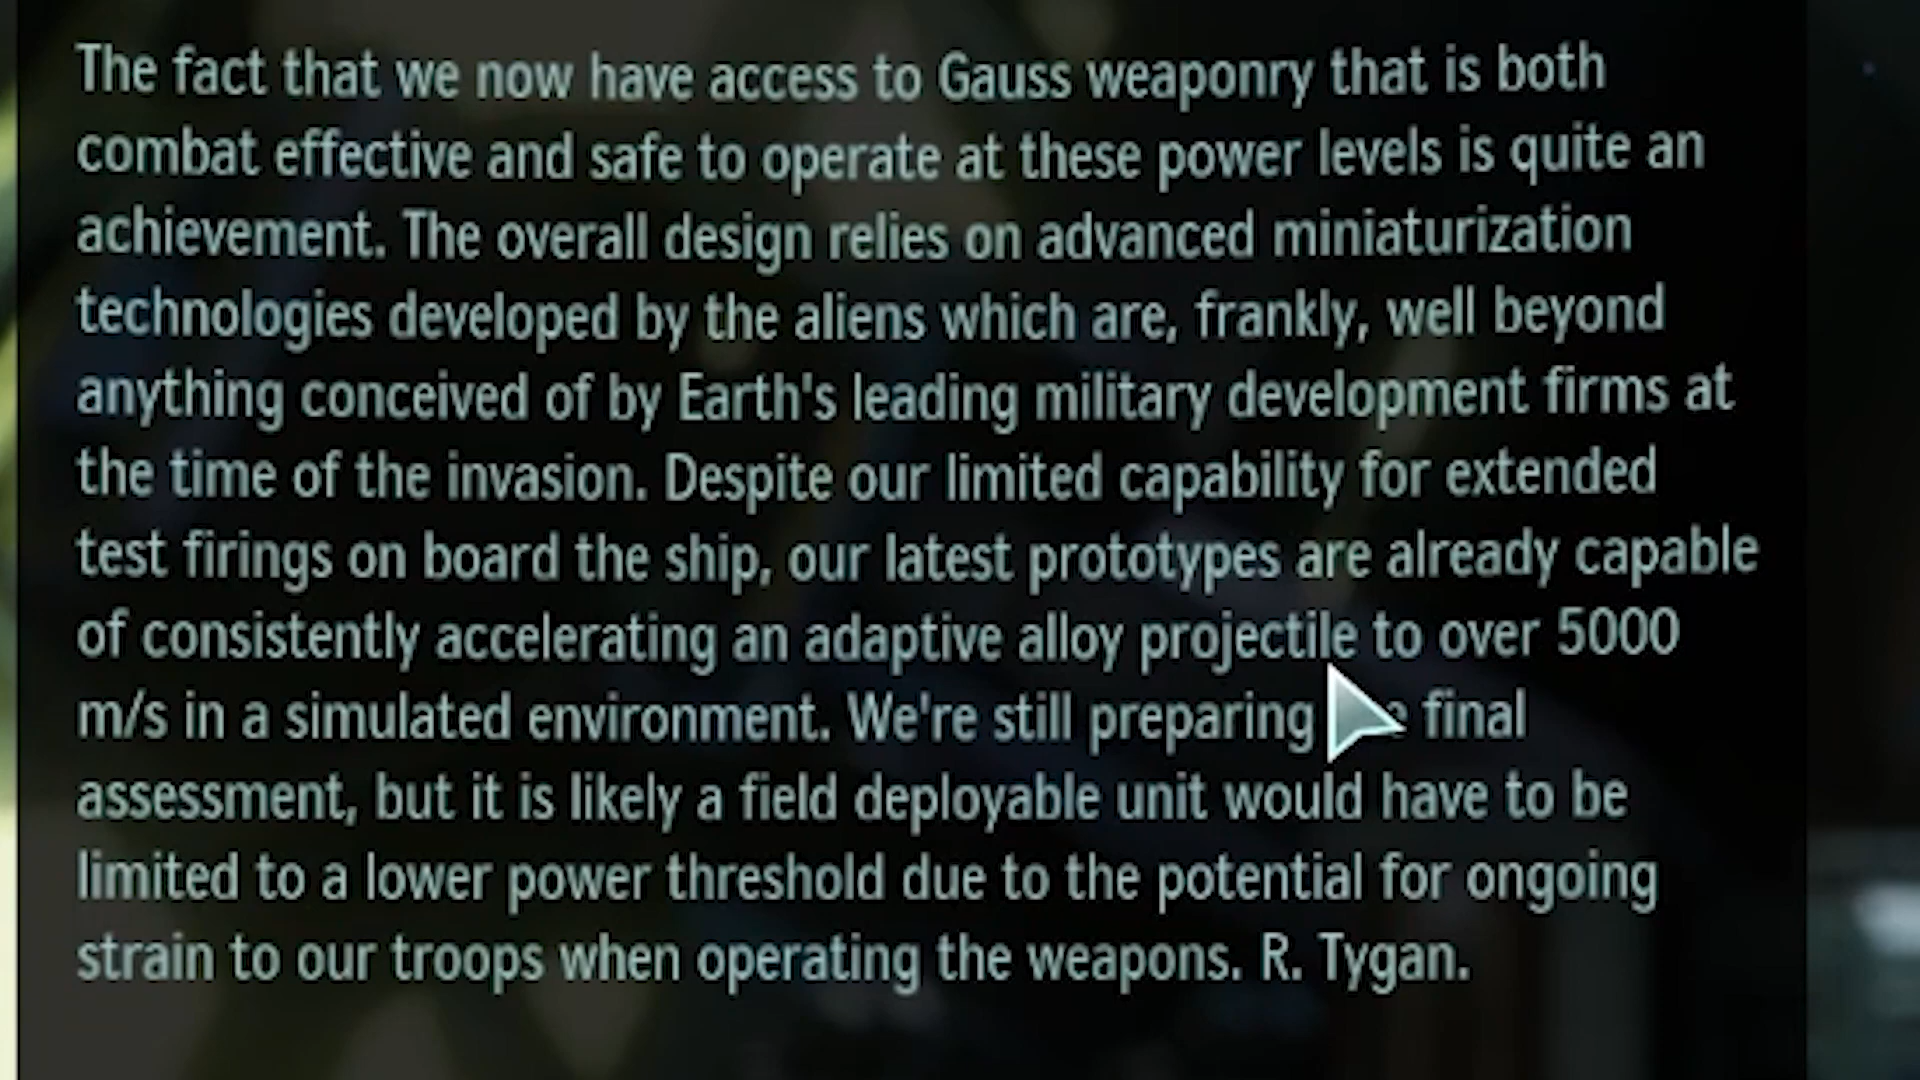 The fact that we now have access to Gauss weaponry that is both
combat effective and safe to operate at these power levels is quite an
achievement. The overall design relies on advanced miniaturization
technologies developed by the aliens which are, frankly, well beyond
anything conceived of by Earth's leading military development firms at
the time of the invasion. Despite our limited capability for extended
test firings on board the ship, our latest prototypes are already capable
of consistently accelerating an adaptive alloy projectile to over 5000
m/s in a simulated environment. We're still preparing final
assessment, but it is likely a field deployable unit would have to be
limited to a lower power threshold due to the potential for ongoing
strain to our troops when operating the weapons. R. Tygan.